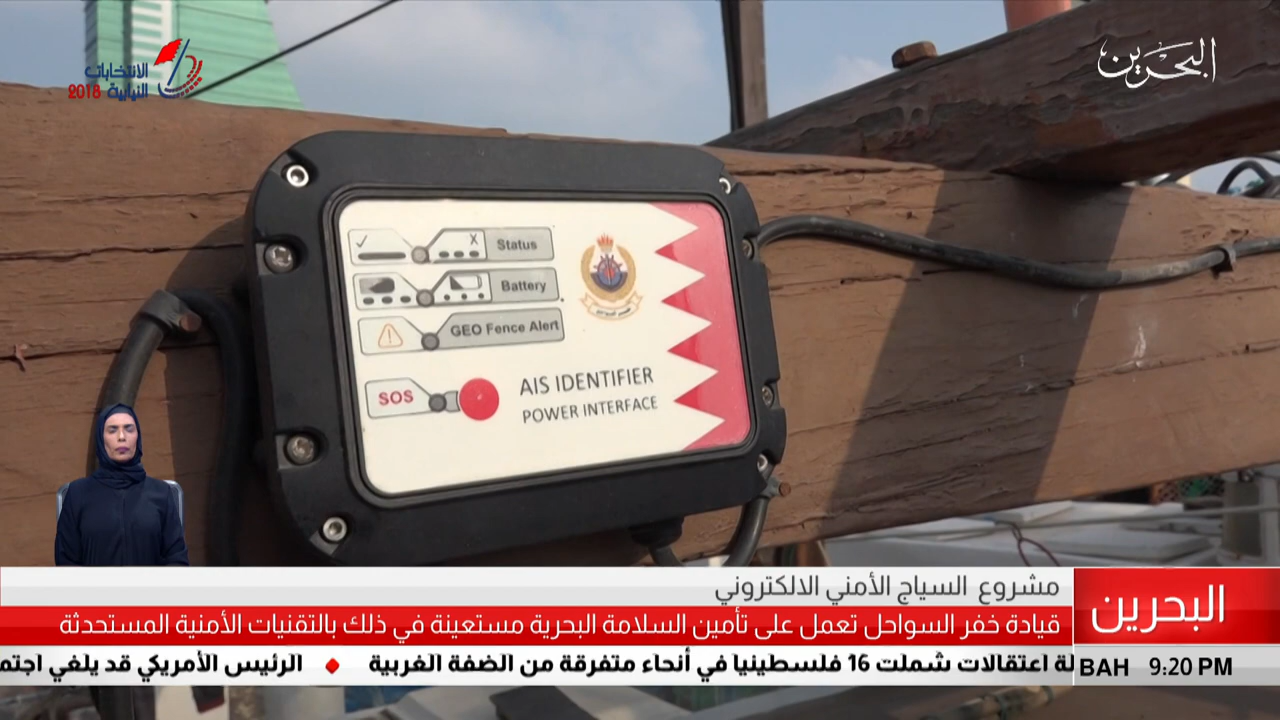 الانتخابات
النيابية 2018
البحرين
Status
X
Battery
GEO Fence Alert
SOS
AIS IDENTIFIER
POWER INTERFACE
مشروع السياج الأمني الالكتروني
البحرين
قيادة خفر السواحل تعمل على تأمين السلامة البحرية مستعينة في ذلك بالتقنيات الأمنية المستحدثة
لة اعتقالات شملت 16 فلسطينيا في أنحاء متفرقة من الضفة الغربية ♦ الرئيس الأمريكي قد يلغي اجتم
BAH 9:20 PM